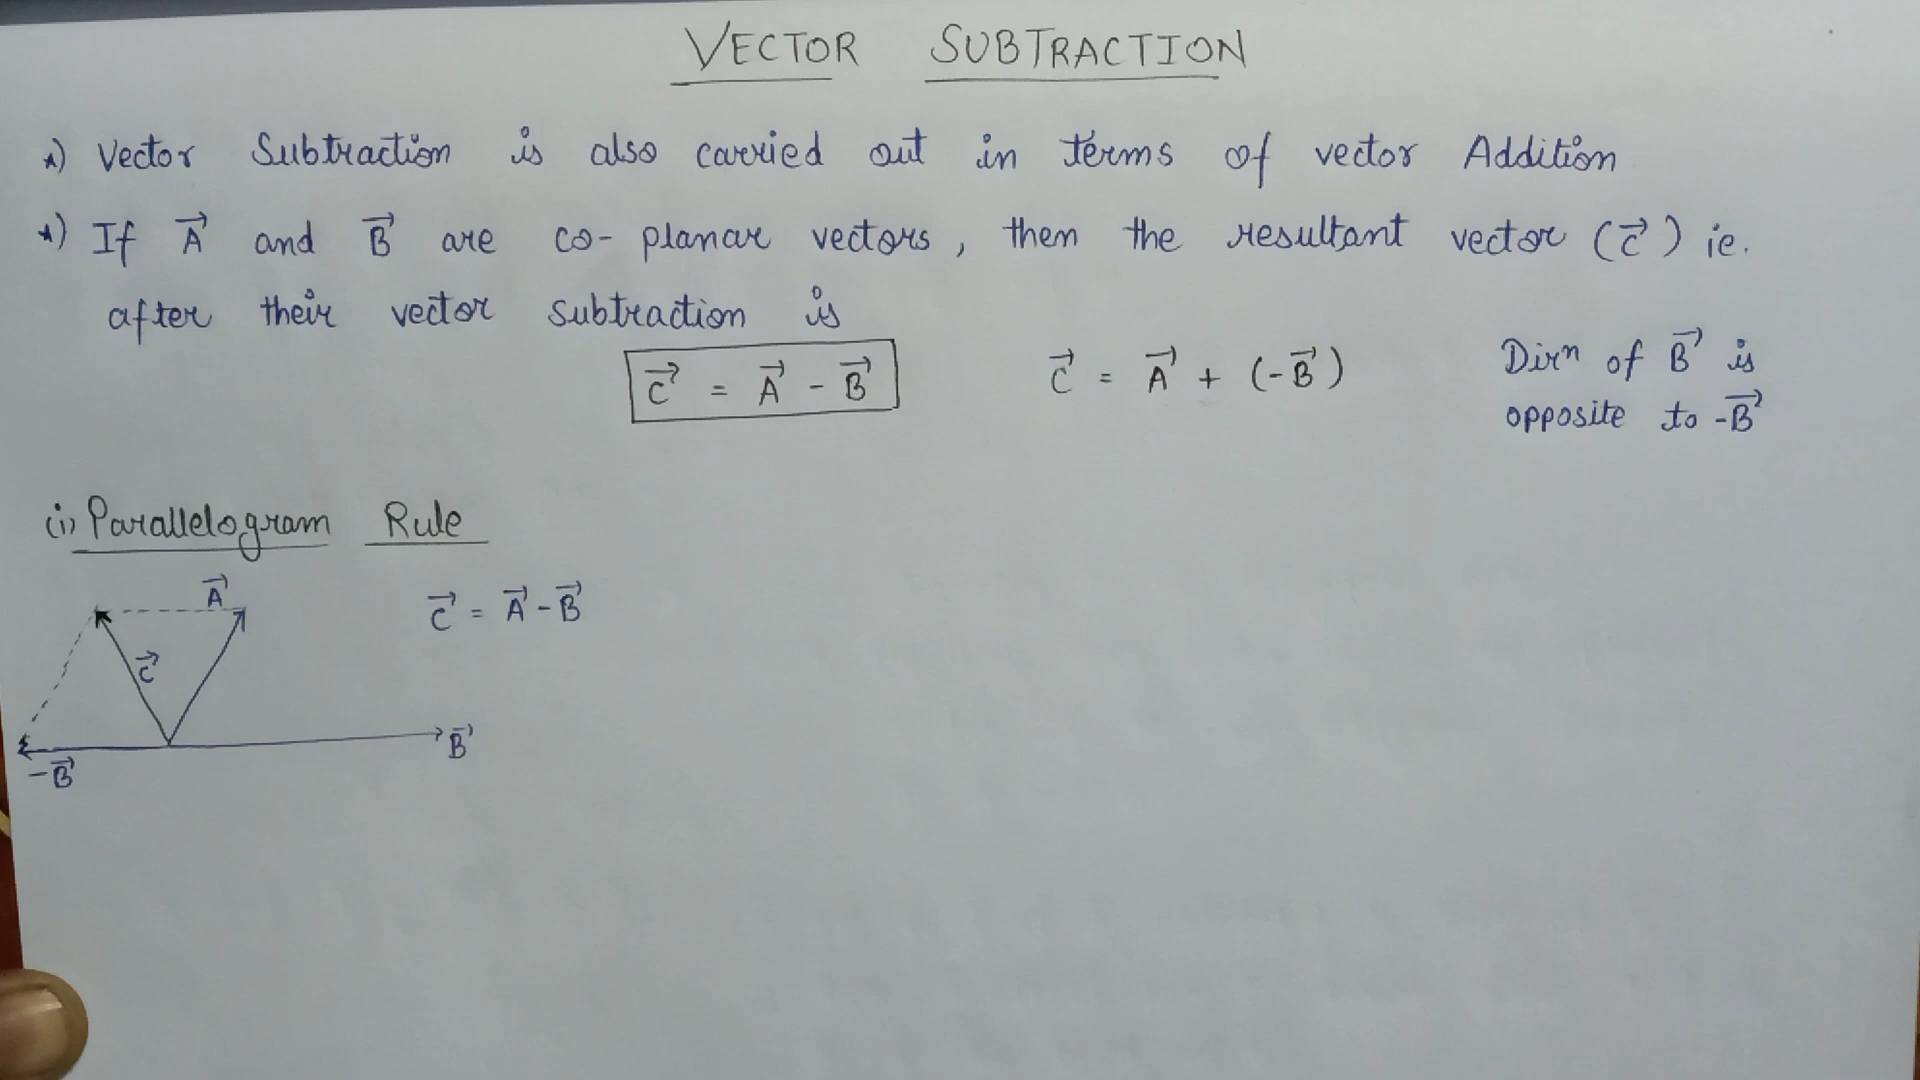 VECTOR SUBTRACTION
*) Vector Subtraction is also carried out in terms of vector Addition
*) If A⃗ and B⃗ are co-planar vectors, then the resultant vector (C⃗) ie.
after their vector subtraction is
C⃗ = A⃗ - B⃗
C⃗ = A⃗ + (-B⃗)
Dirⁿ of B⃗ is
opposite to -B⃗
(i) Parallelogram Rule
A⃗
C⃗ = A⃗ - B⃗
C⃗
B⃗
-B⃗